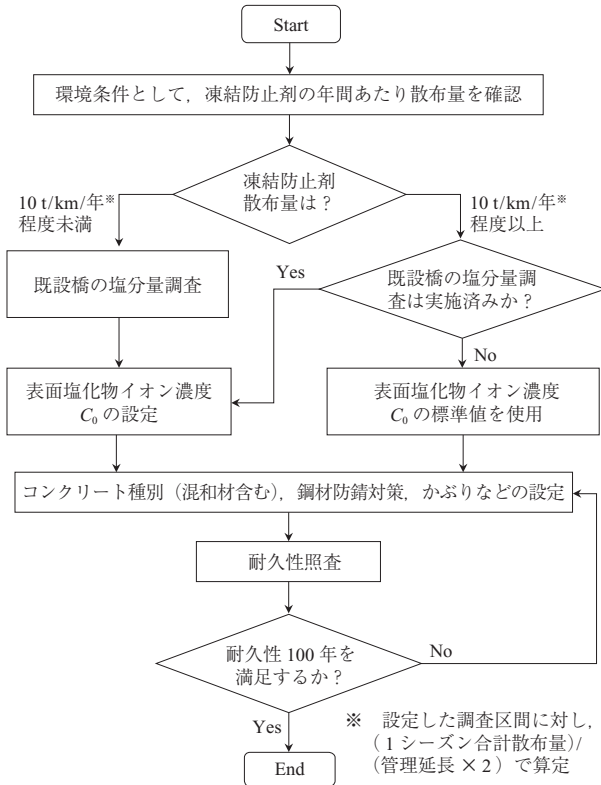 Start
環境条件として，凍結防止剤の年間あたり散布量を確認
凍結防止剤
散布量は？
10 t/km/年※
程度未満
10 t/km/年※
程度以上
既設橋の塩分量調査
Yes
既設橋の塩分量調
査は実施済みか？
No
表面塩化物イオン濃度
C₀ の設定
表面塩化物イオン濃度
C₀ の標準値を使用
コンクリート種別（混和材含む），鋼材防錆対策，かぶりなどの設定
耐久性照査
耐久性 100 年を
満足するか？
No
Yes
End
※ 設定した調査区間に対し，
（1 シーズン合計散布量）/
（管理延長 × 2）で算定